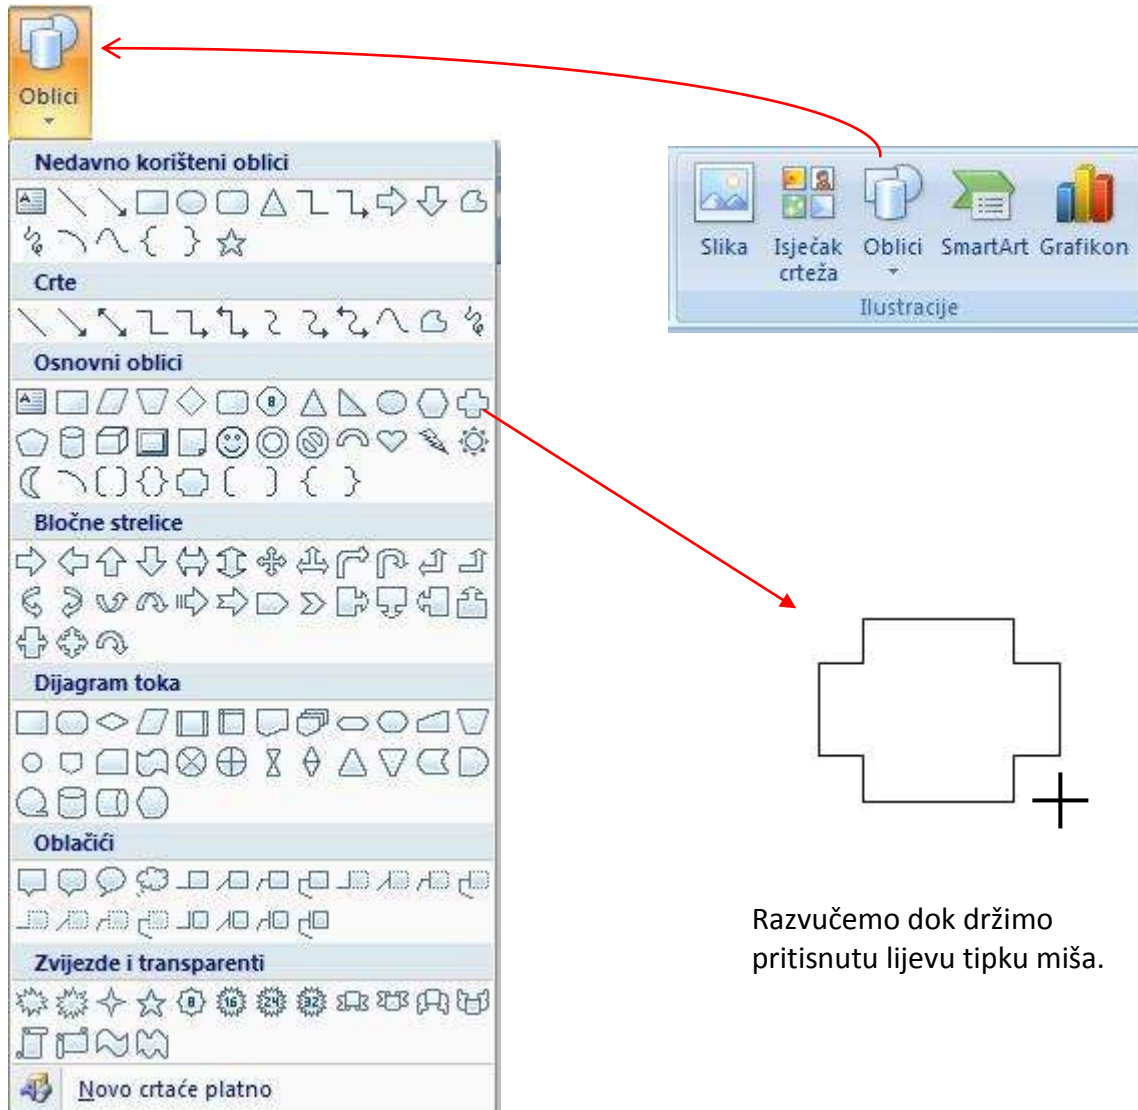 Oblici
Nedavno korišteni oblici
Crte
Osnovni oblici
Bločne strelice
Dijagram toka
Oblačići
Zvijezde i transparenti
Novo crtaće platno
Slika
Isječak
crteža
Oblici
SmartArt
Grafikon
Ilustracije
Razvučemo dok držimo
pritisnutu lijevu tipku miša.